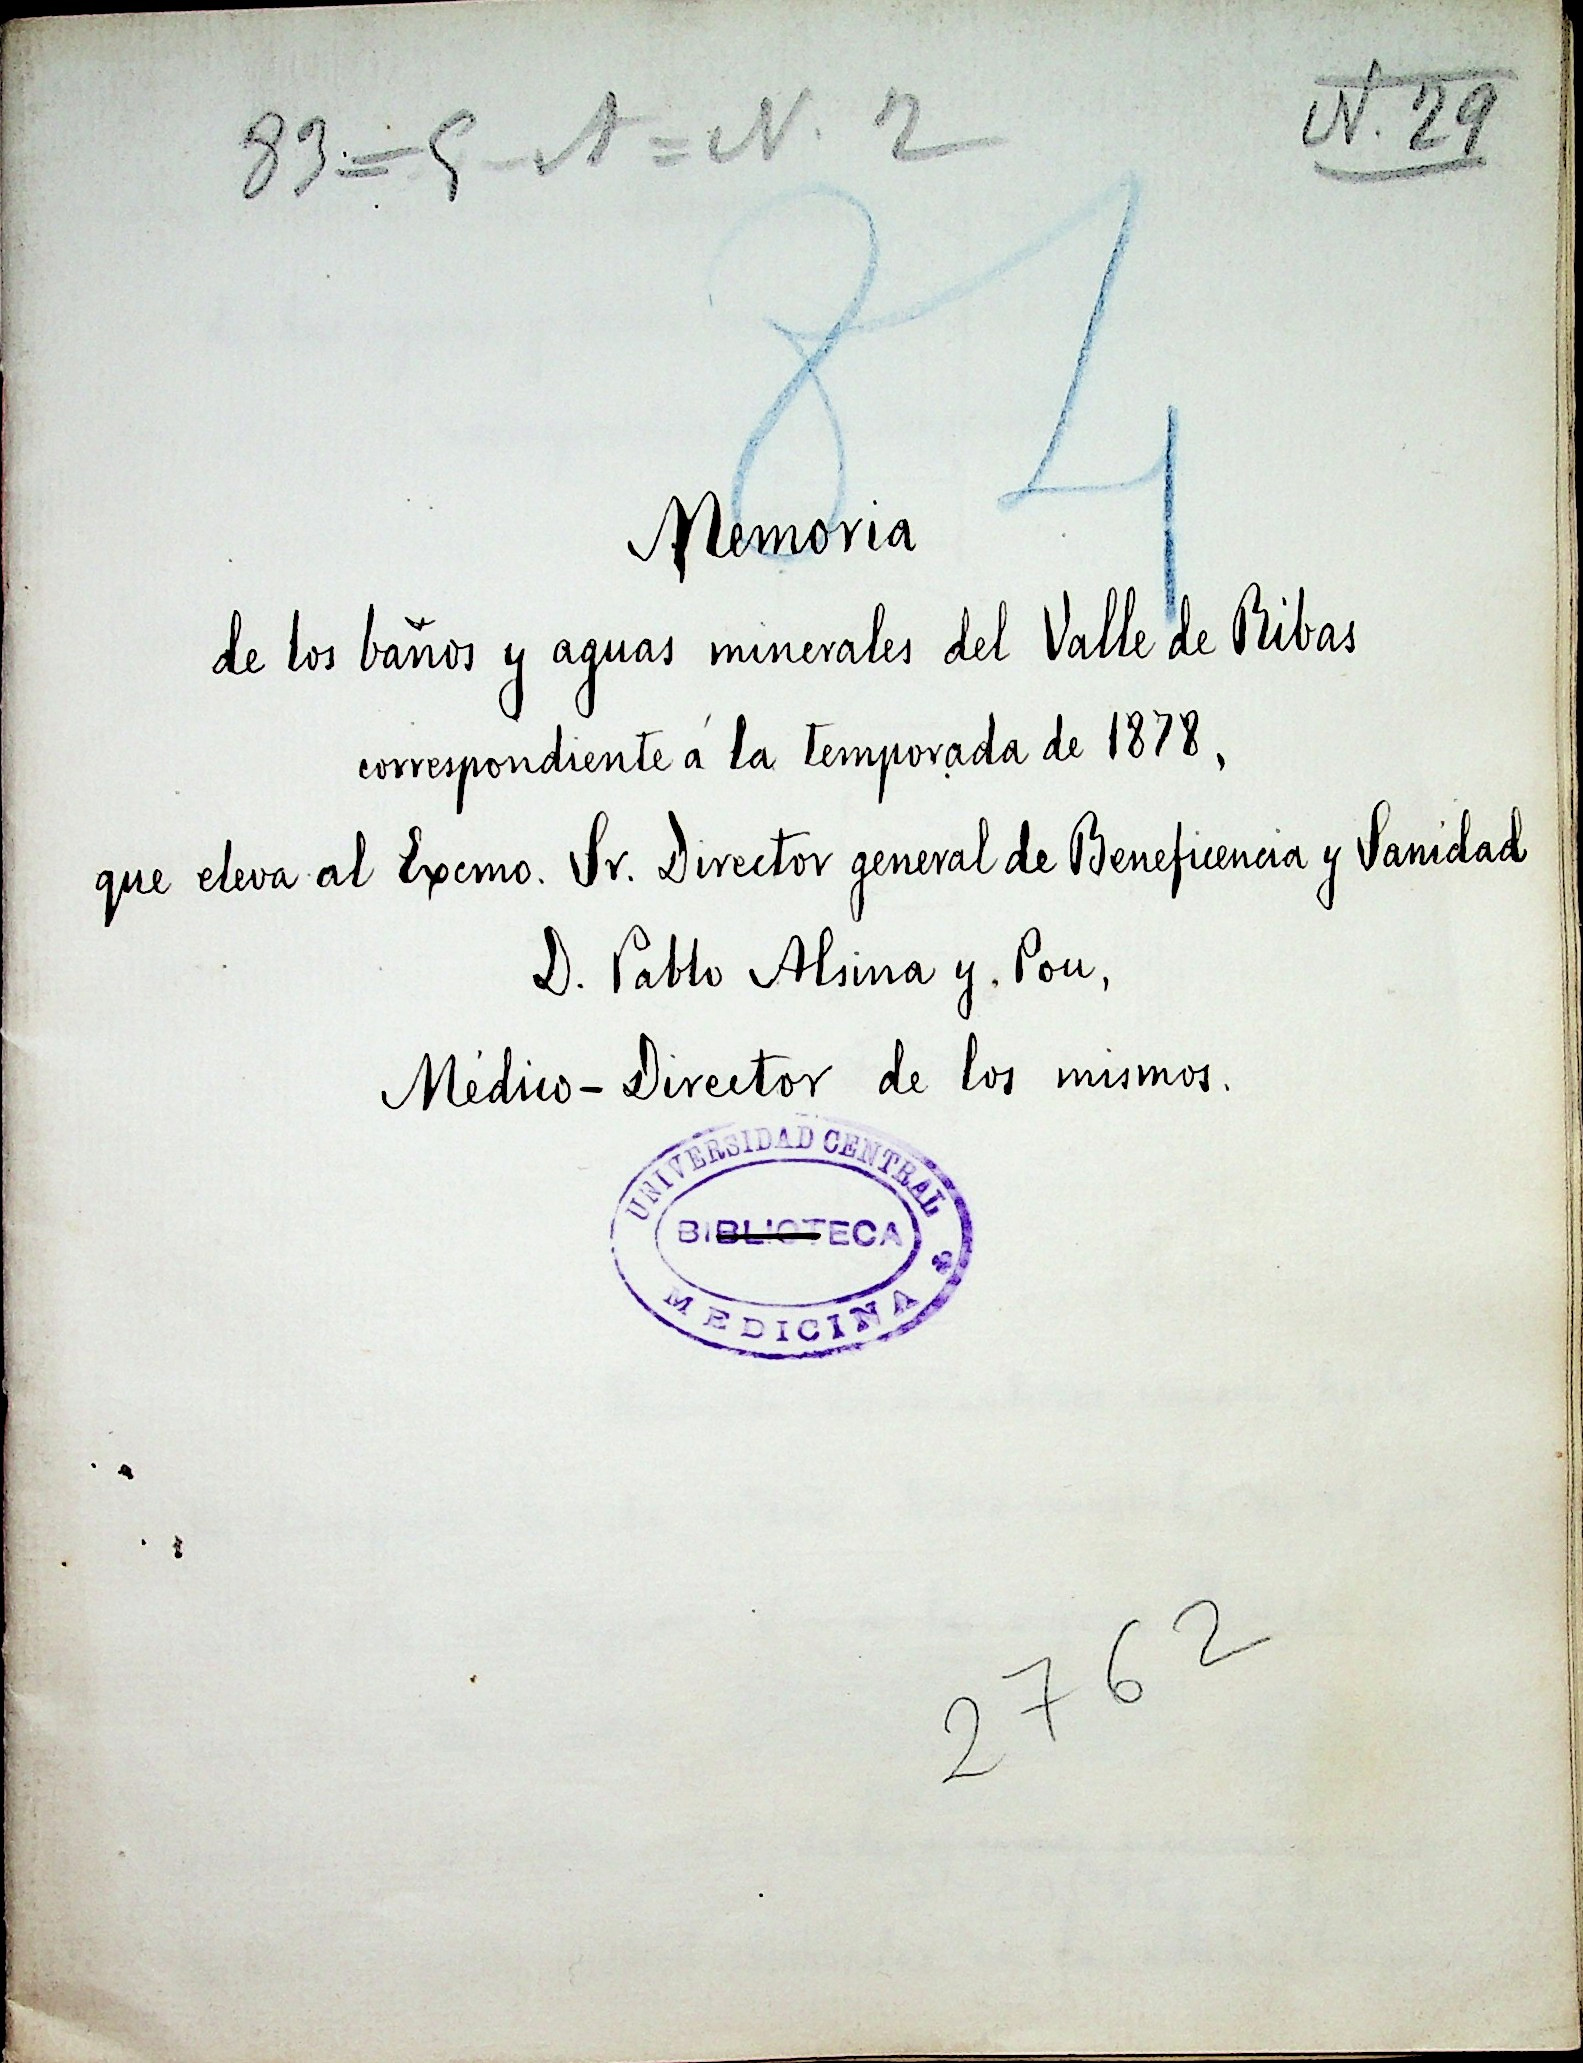 83=5-A=N. 2
N. 29
84
Memoria
de los baños y aguas minerales del Valle de Ribas
correspondiente á la temporada de 1878,
que eleva al Excmo. Sr. Director general de Beneficencia y Sanidad
D. Pablo Alsina y Pou,
Médico-Director de los mismos.
UNIVERSIDAD CENTRAL
BIBLIOTECA
MEDICINA
2762